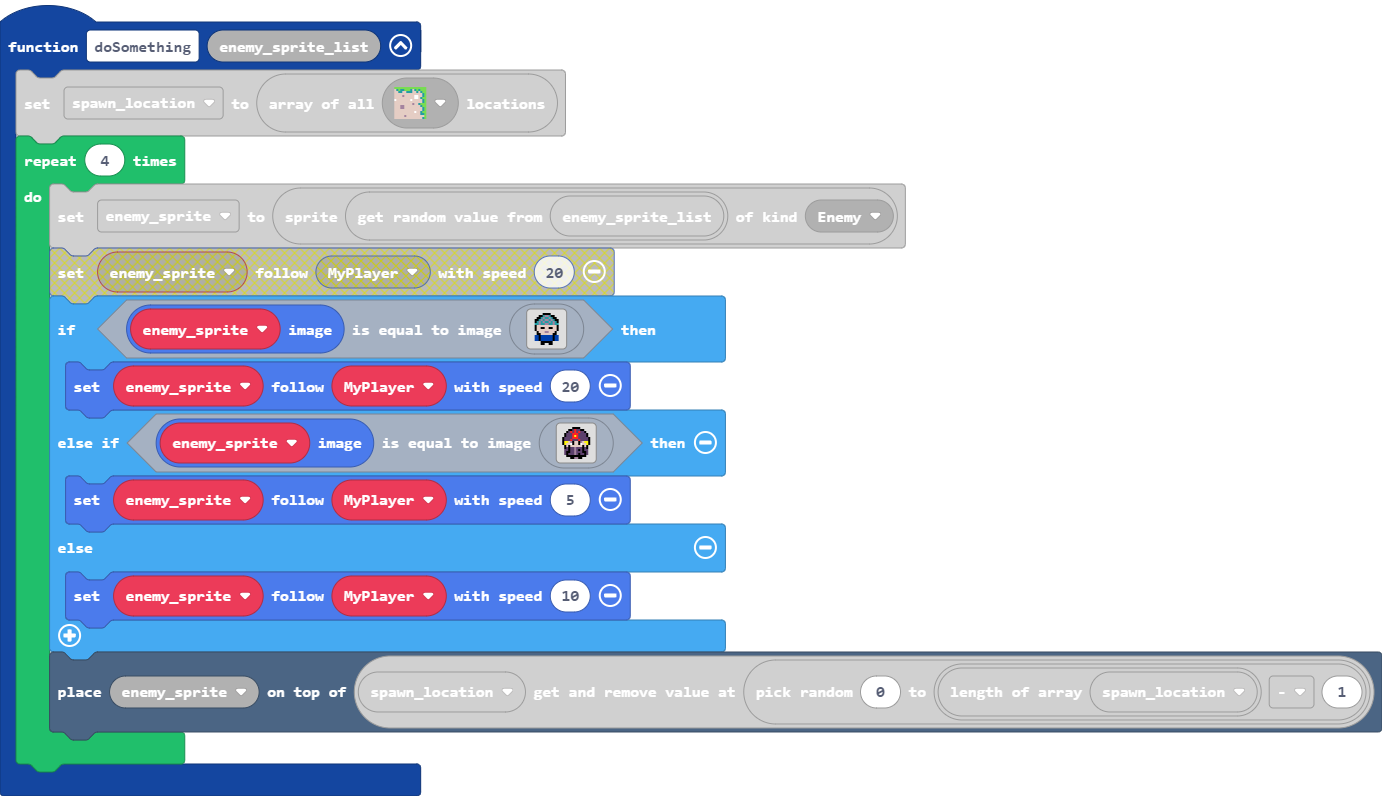 function doSomething enemy_sprite_list
set spawn_location to array of all locations
repeat 4 times
do
set enemy_sprite to sprite get random value from enemy_sprite_list of kind Enemy
set enemy_sprite follow MyPlayer with speed 20
if enemy_sprite image is equal to image then
set enemy_sprite follow MyPlayer with speed 20
else if enemy_sprite image is equal to image then
set enemy_sprite follow MyPlayer with speed 5
else
set enemy_sprite follow MyPlayer with speed 10
place enemy_sprite on top of spawn_location get and remove value at pick random 0 to length of array spawn_location - 1